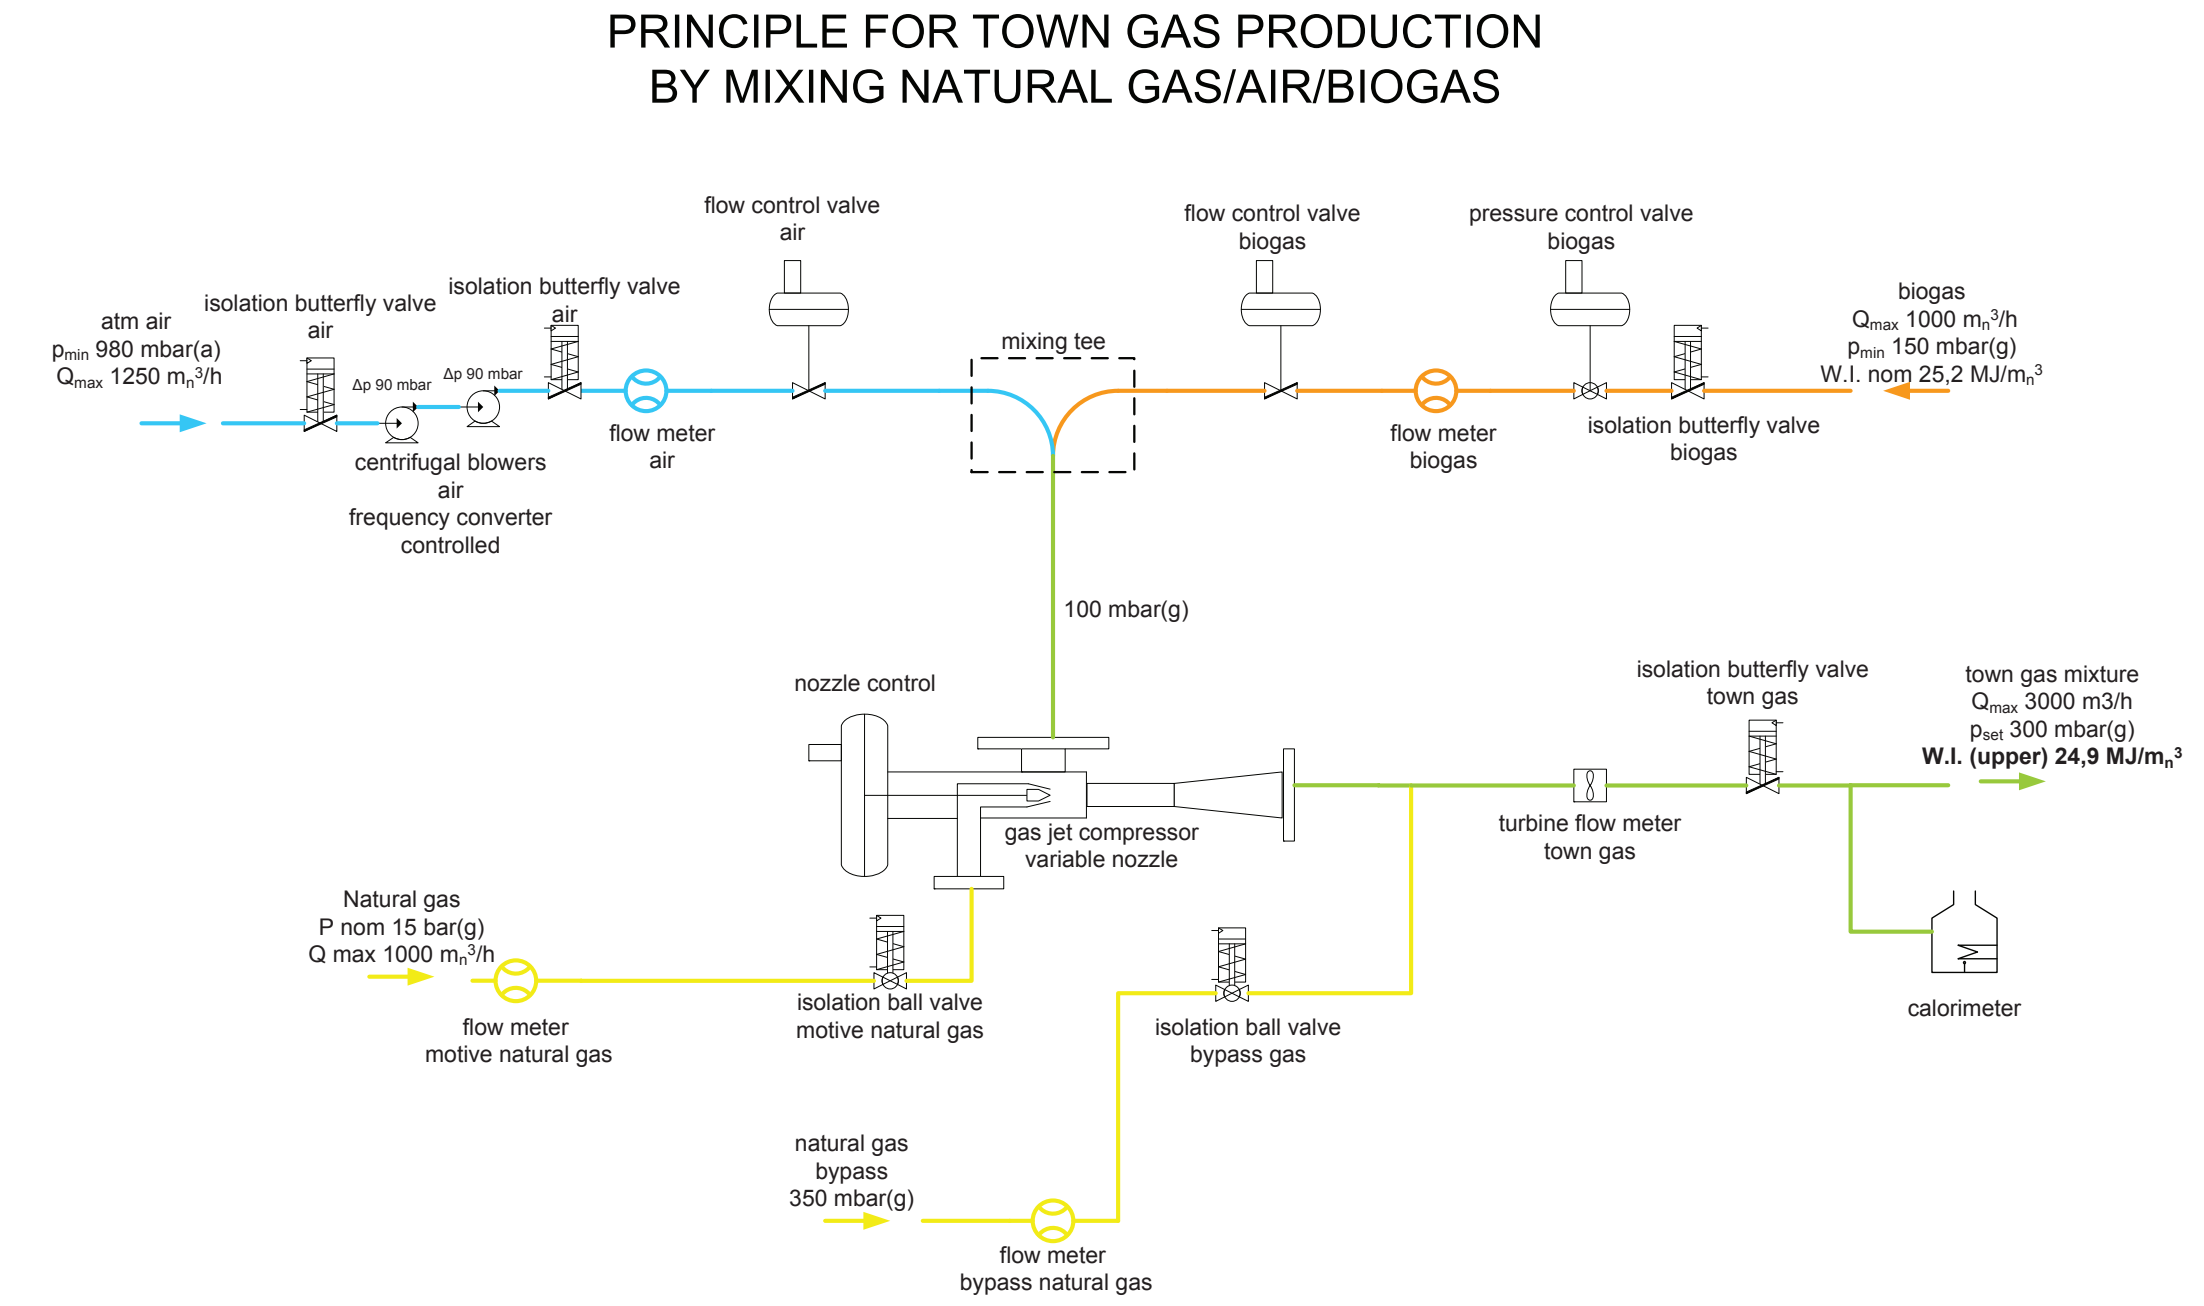 PRINCIPLE FOR TOWN GAS PRODUCTION
BY MIXING NATURAL GAS/AIR/BIOGAS
flow control valve
air
flow control valve
biogas
pressure control valve
biogas
isolation butterfly valve
air
isolation butterfly valve
air
atm air
pmin 980 mbar(a)
Qmax 1250 mn³/h
Δp 90 mbar
Δp 90 mbar
mixing tee
biogas
Qmax 1000 mn³/h
pmin 150 mbar(g)
W.I. nom 25,2 MJ/mn³
centrifugal blowers
air
frequency converter
controlled
flow meter
air
flow meter
biogas
isolation butterfly valve
biogas
100 mbar(g)
nozzle control
isolation butterfly valve
town gas
town gas mixture
Qmax 3000 m3/h
pset 300 mbar(g)
W.I. (upper) 24,9 MJ/mn³
gas jet compressor
variable nozzle
turbine flow meter
town gas
Natural gas
P nom 15 bar(g)
Q max 1000 mn³/h
flow meter
motive natural gas
isolation ball valve
motive natural gas
isolation ball valve
bypass gas
calorimeter
natural gas
bypass
350 mbar(g)
flow meter
bypass natural gas